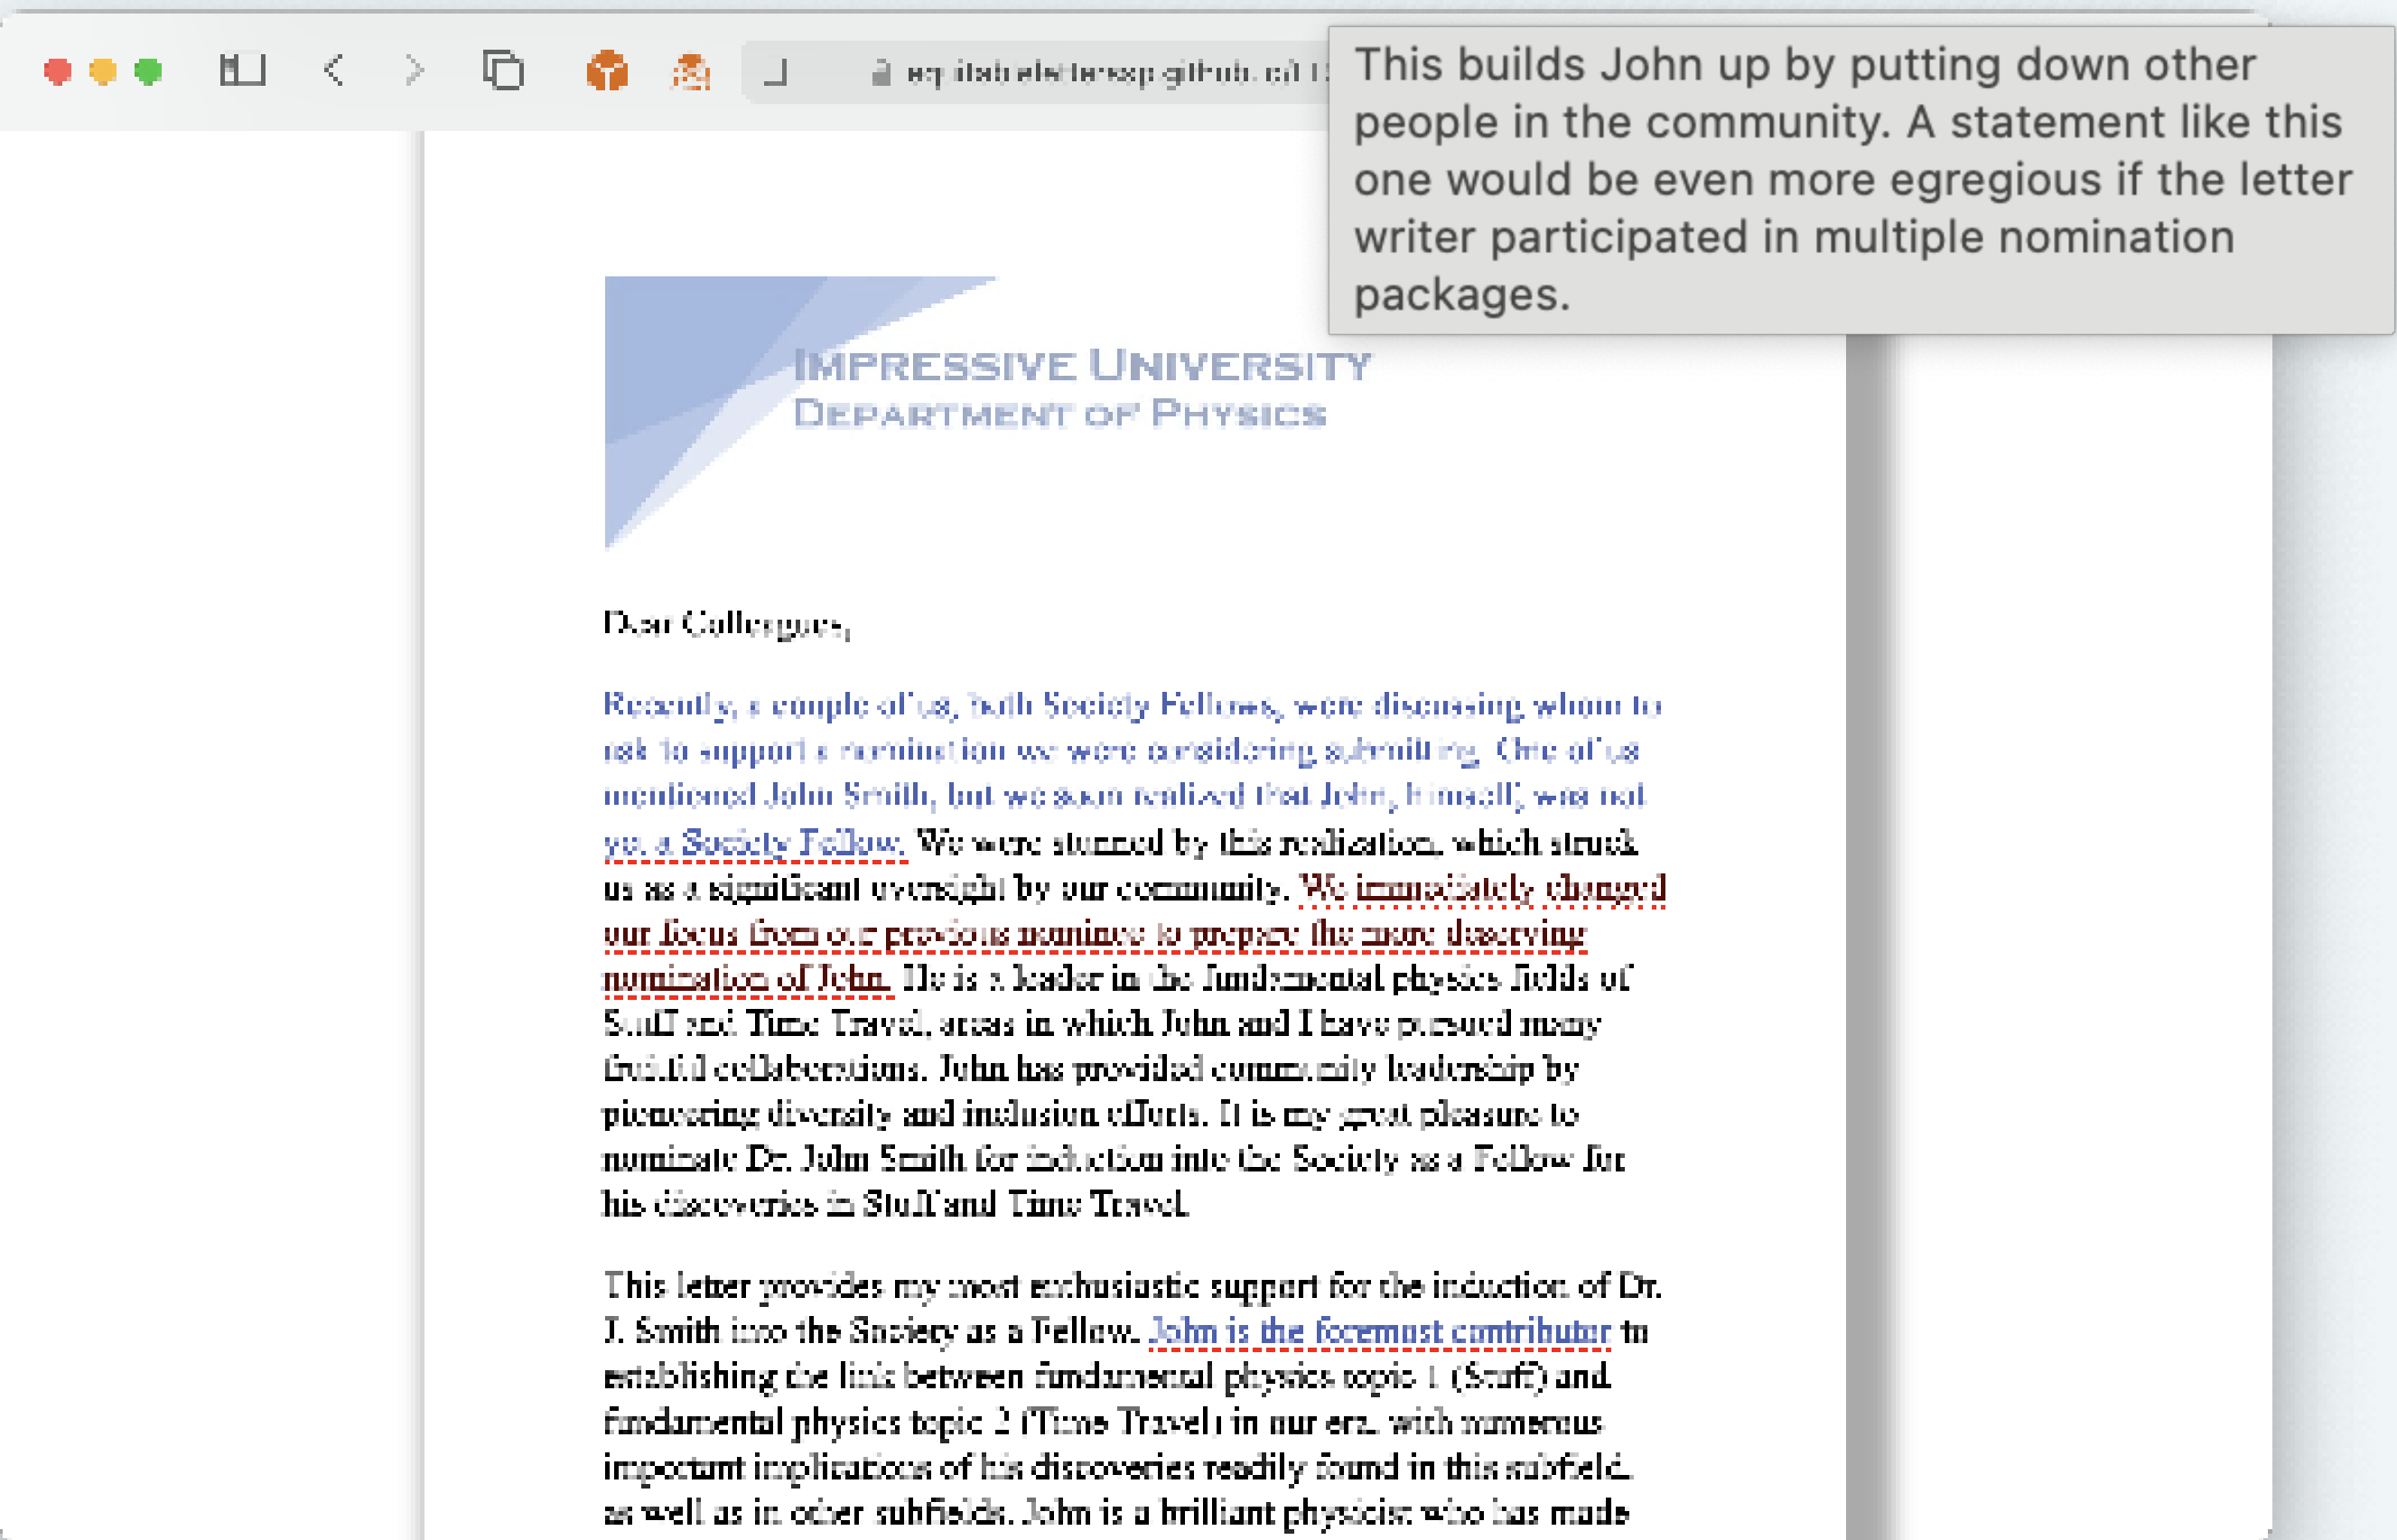 This builds John up by putting down other
people in the community. A statement like this
one would be even more egregious if the letter
writer participated in multiple nomination
packages.
IMPRESSIVE UNIVERSITY
DEPARTMENT OF PHYSICS
Dear Colleagues,
Recently, a couple of us, both Society Fellows, were discussing whom to
ask to support a nomination we were considering submitting. One of us
mentioned John Smith, but we soon realized that John, himself, was not
yet a Society Fellow. We were stunned by this realization, which struck
us as a significant oversight by our community. We immediately changed
our focus from our previous nominee to prepare the more deserving
nomination of John. He is a leader in the fundamental physics fields of
Stuff and Time Travel, areas in which John and I have pursued many
fruitful collaborations. John has provided community leadership by
pioneering diversity and inclusion efforts. It is my great pleasure to
nominate Dr. John Smith for induction into the Society as a Fellow for
his discoveries in Stuff and Time Travel.
This letter provides my most enthusiastic support for the induction of Dr.
J. Smith into the Society as a Fellow. John is the foremost contributor to
establishing the link between fundamental physics topic 1 (Stuff) and
fundamental physics topic 2 (Time Travel) in our era, with numerous
important implications of his discoveries readily found in this subfield,
as well as in other subfields. John is a brilliant physicist who has made